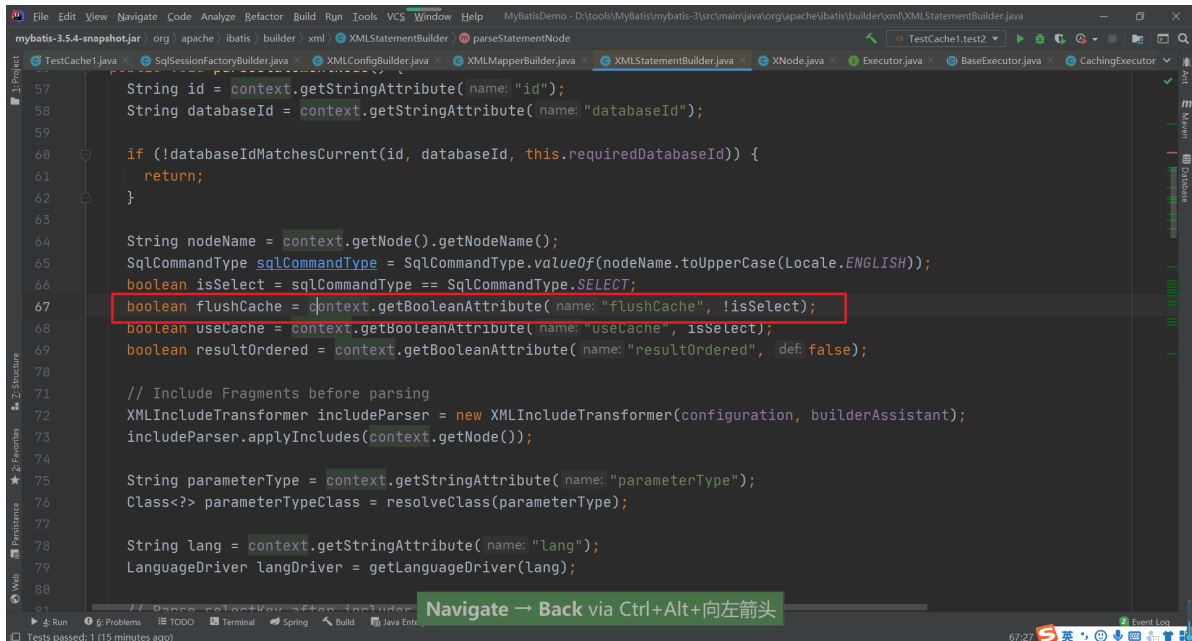 File Edit View Navigate Code Analyze Refactor Build Run Tools VCS Window Help MyBatisDemo - D:\tools\MyBatis\mybatis-3\src\main\java\org\apache\ibatis\builder\xml\XMLStatementBuilder.java
mybatis-3.5.4-snapshot.jar org apache ibatis builder xml XMLStatementBuilder parseStatementNode TestCache1.test2
TestCache1.java SqlSessionFactoryBuilder.java XMLConfigBuilder.java XMLMapperBuilder.java XMLStatementBuilder.java XNode.java Executor.java BaseExecutor.java CachingExecutor
57 String id = context.getStringAttribute( name: "id");
58 String databaseId = context.getStringAttribute( name: "databaseId");
59
60 if (!databaseIdMatchesCurrent(id, databaseId, this.requiredDatabaseId)) {
61 return;
62 }
63
64 String nodeName = context.getNode().getNodeName();
65 SqlCommandType sqlCommandType = SqlCommandType.valueOf(nodeName.toUpperCase(Locale.ENGLISH));
66 boolean isSelect = sqlCommandType == SqlCommandType.SELECT;
67 boolean flushCache = context.getBooleanAttribute( name: "flushCache", !isSelect);
68 boolean useCache = context.getBooleanAttribute( name: "useCache", isSelect);
69 boolean resultOrdered = context.getBooleanAttribute( name: "resultOrdered", def: false);
70
71 // Include Fragments before parsing
72 XMLIncludeTransformer includeParser = new XMLIncludeTransformer(configuration, builderAssistant);
73 includeParser.applyIncludes(context.getNode());
74
75 String parameterType = context.getStringAttribute( name: "parameterType");
76 Class<?> parameterTypeClass = resolveClass(parameterType);
77
78 String lang = context.getStringAttribute( name: "lang");
79 LanguageDriver langDriver = getLanguageDriver(lang);
80
81 // Parse selectKey after includes
Navigate → Back via Ctrl+Alt+向左箭头
1: Project
7: Structure
2: Favorites
Persistence
Web
Ant
Maven
Database
4: Run 6: Problems TODO Terminal Spring Build Java Ente 2 Event Log
Tests passed: 1 (15 minutes ago) 67:27 英